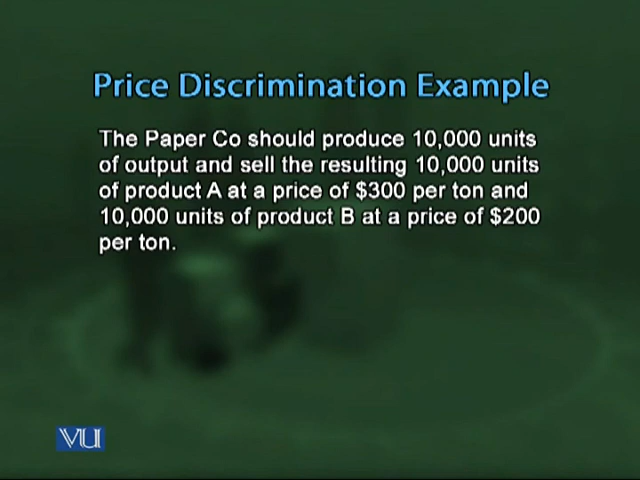 Price Discrimination Example
The Paper Co should produce 10,000 units
of output and sell the resulting 10,000 units
of product A at a price of $300 per ton and
10,000 units of product B at a price of $200
per ton.
VU